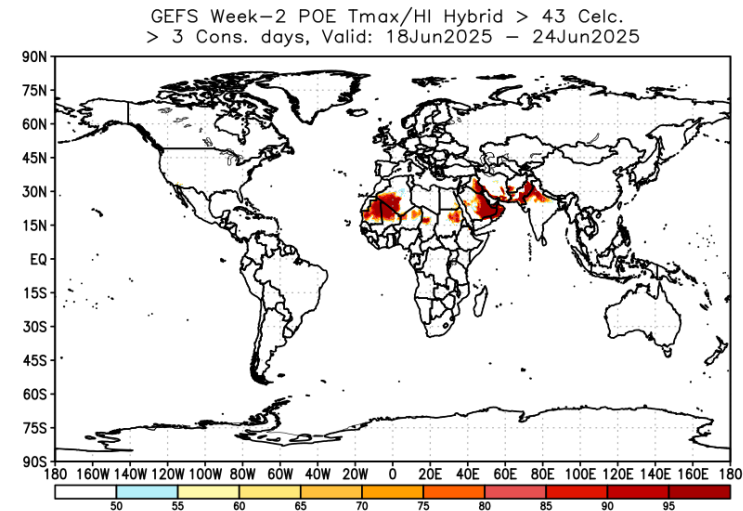 GEFS Week-2 POE Tmax/HI Hybrid > 43 Celc.
> 3 Cons. days, Valid: 18Jun2025 - 24Jun2025
90N
75N
60N
45N
30N
15N
EQ
15S
30S
45S
60S
75S
90S
180 160W 140W 120W 100W 80W 60W 40W 20W 0 20E 40E 60E 80E 100E 120E 140E 160E 180
50 55 60 65 70 75 80 85 90 95